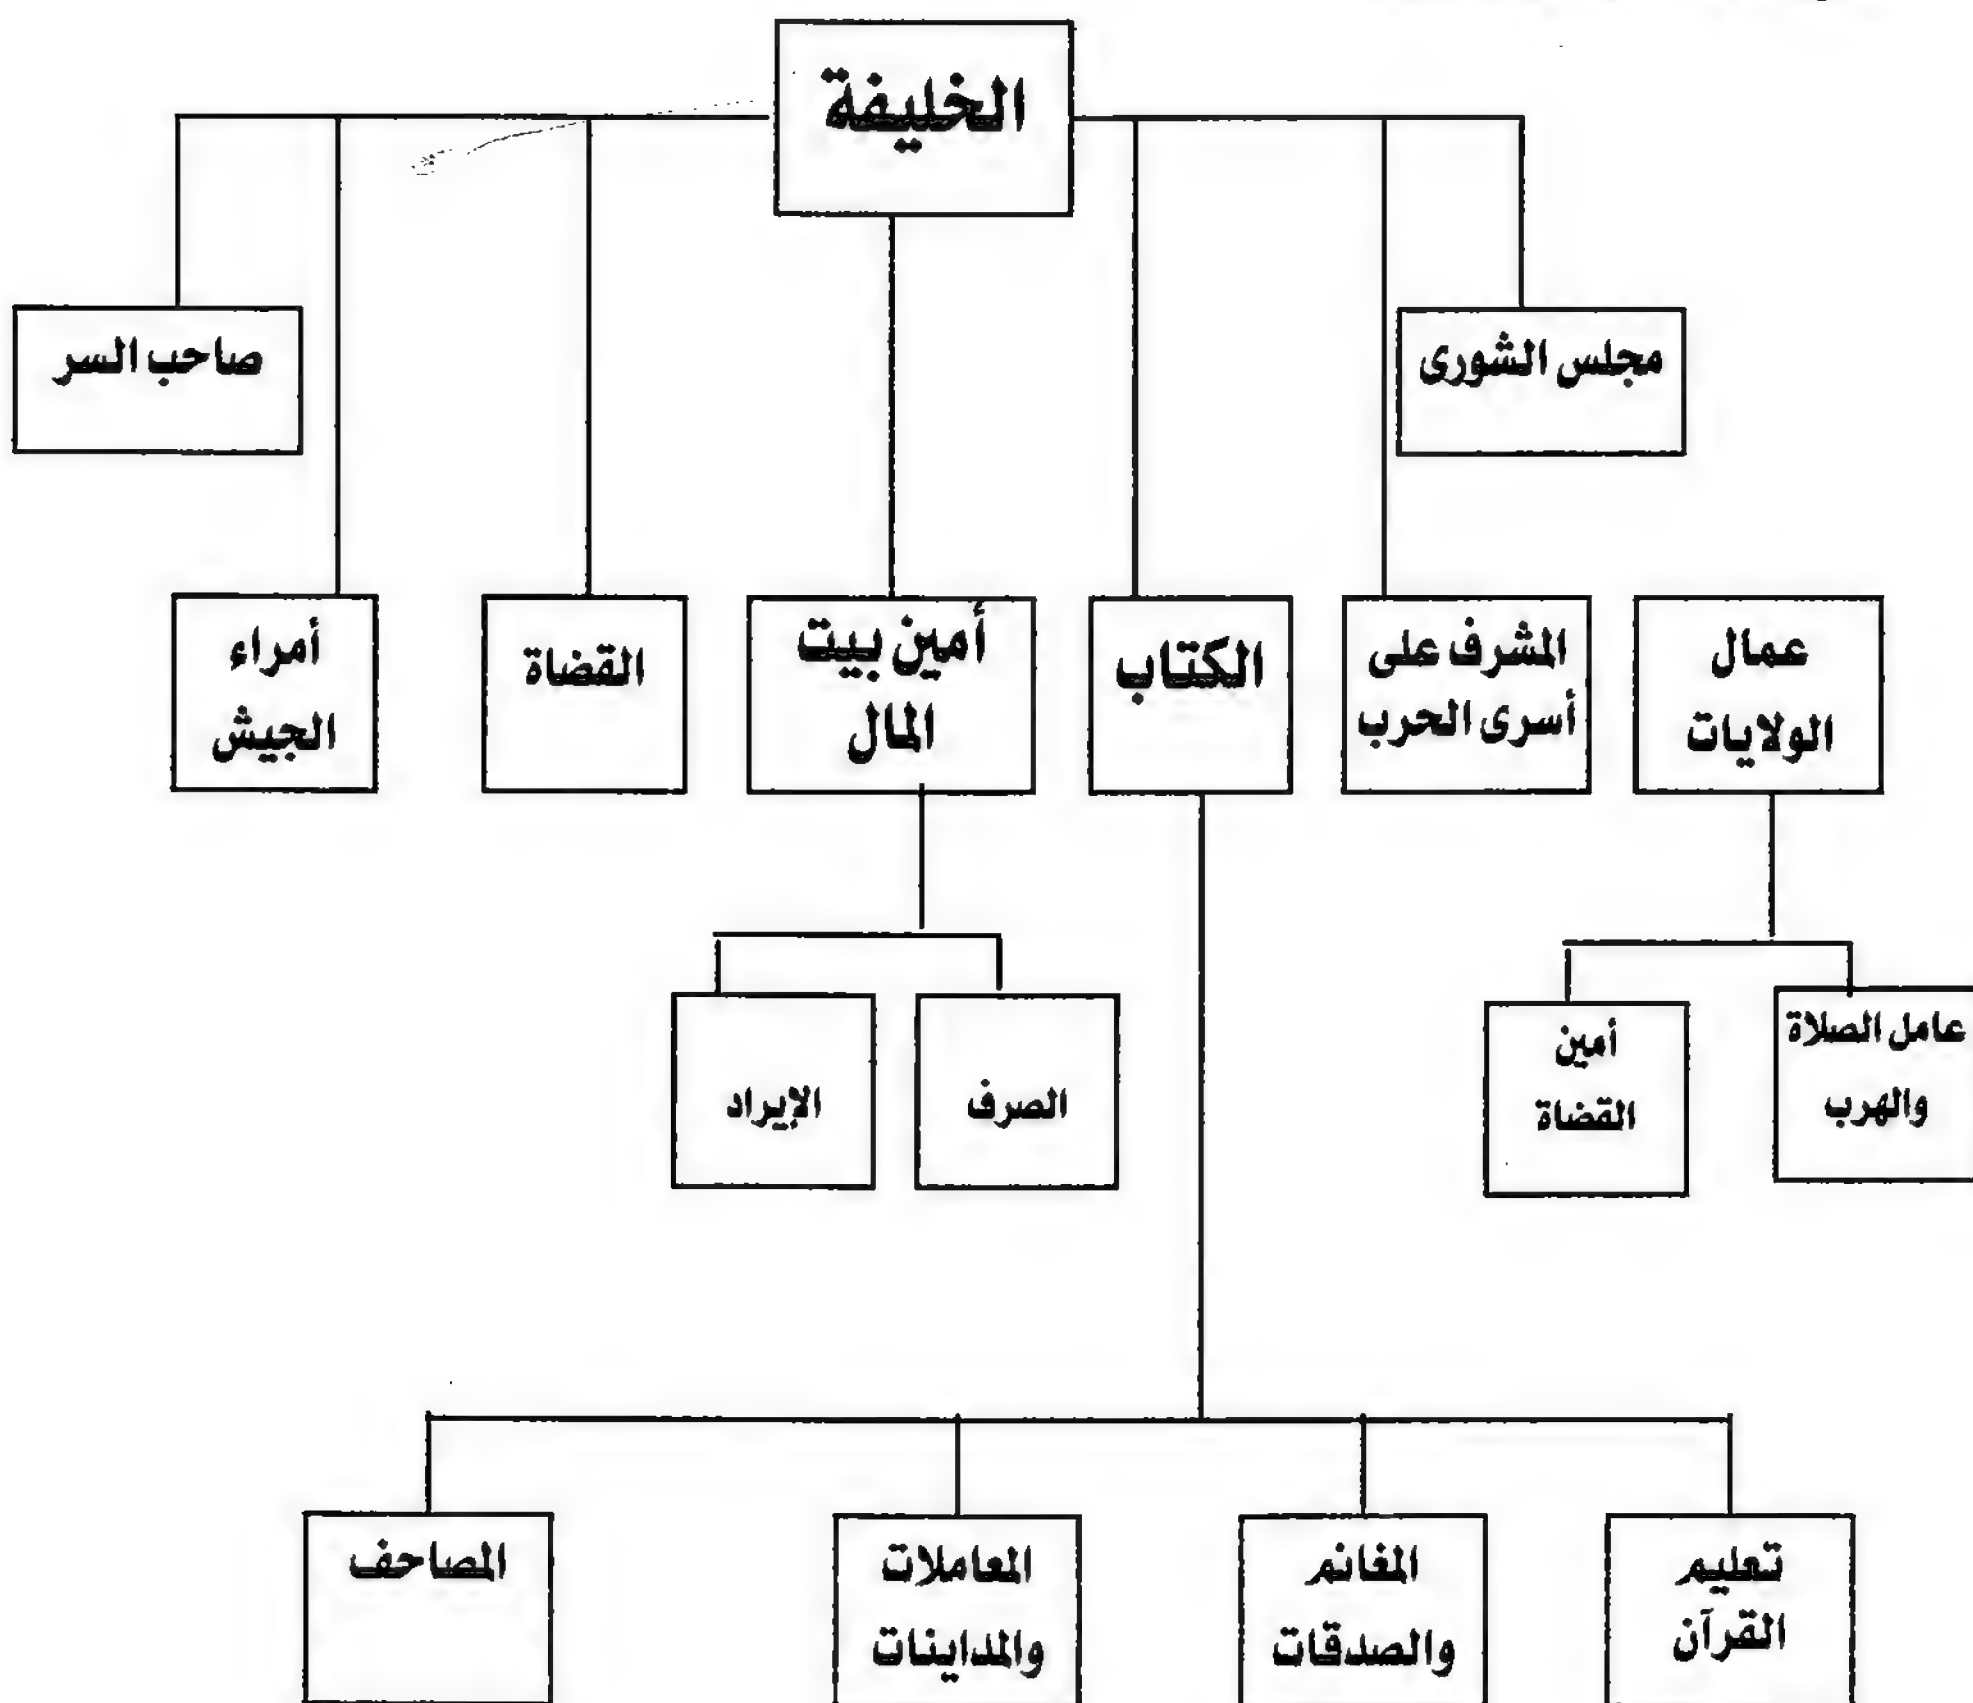 الخليفة
مجلس الشورى
صاحب السر
عمال
الولايات
المشرف على
أسرى الحرب
الكتاب
أمين بيت
المال
القضاة
أمراء
الجيش
عامل الصلاة
والهرب
أمين
القضاة
الصرف
الإيراد
تعليم
القرآن
المغانم
والصدقات
المعاملات
والمداينات
المصاحف